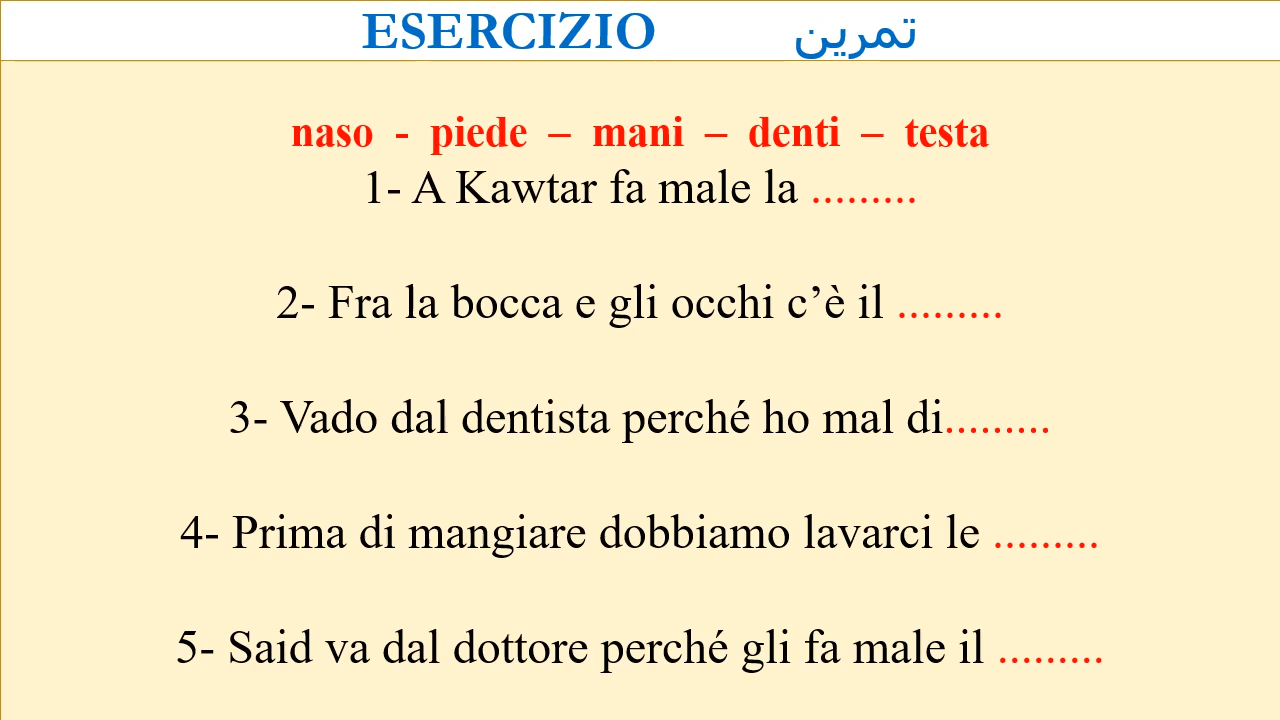 ESERCIZIO تمرين
naso - piede – mani – denti – testa
1- A Kawtar fa male la .........
2- Fra la bocca e gli occhi c’è il .........
3- Vado dal dentista perché ho mal di.........
4- Prima di mangiare dobbiamo lavarci le .........
5- Said va dal dottore perché gli fa male il .........